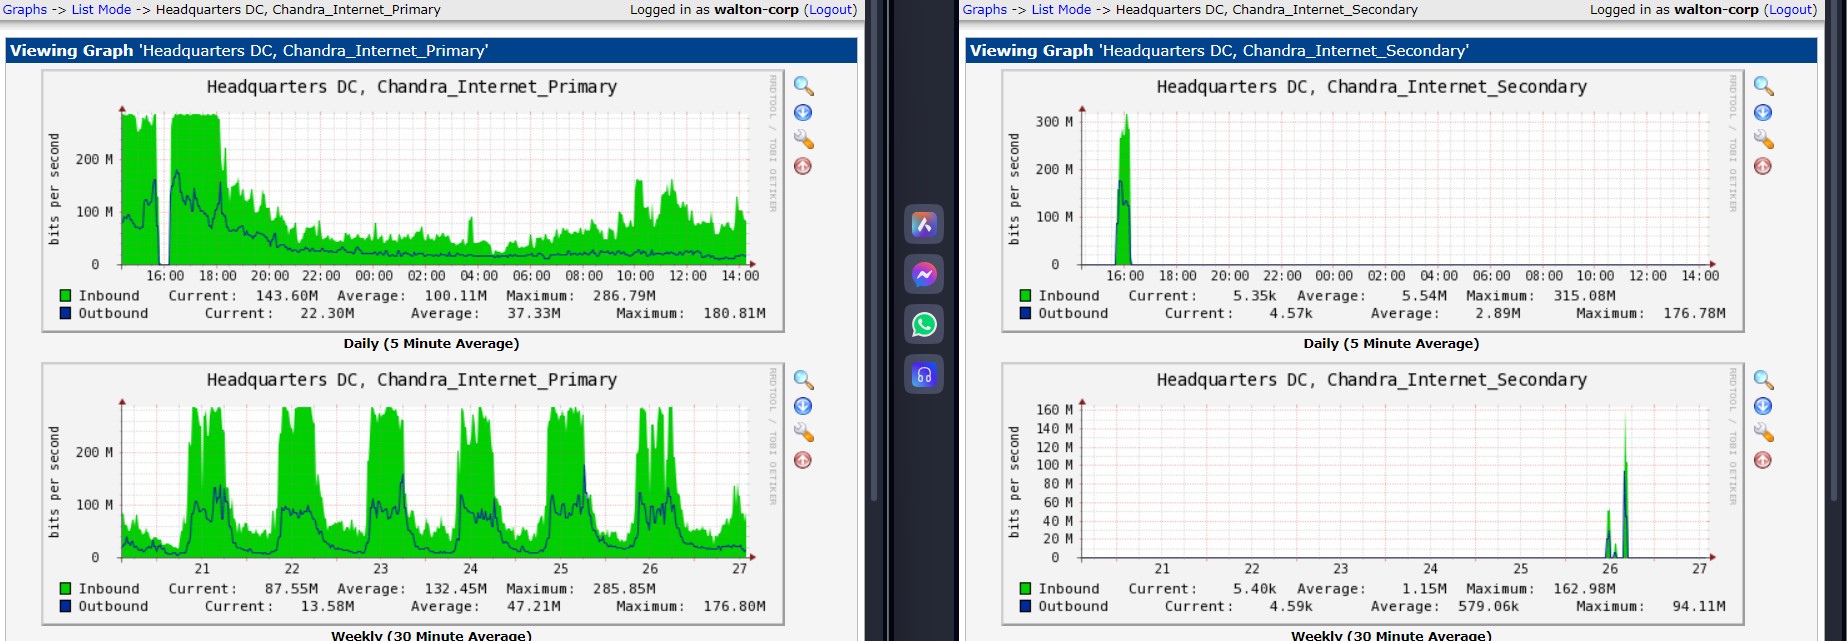 Graphs -> List Mode -> Headquarters DC, Chandra_Internet_Primary
Logged in as walton-corp (Logout)
Viewing Graph 'Headquarters DC, Chandra_Internet_Primary'
Headquarters DC, Chandra_Internet_Primary
RRDTOOL / TOBI OETIKER
bits per second
200 M
100 M
0
16:00 18:00 20:00 22:00 00:00 02:00 04:00 06:00 08:00 10:00 12:00 14:00
Inbound Current: 143.60M Average: 100.11M Maximum: 286.79M
Outbound Current: 22.30M Average: 37.33M Maximum: 180.81M
Daily (5 Minute Average)
Headquarters DC, Chandra_Internet_Primary
RRDTOOL / TOBI OETIKER
bits per second
200 M
100 M
0
21 22 23 24 25 26 27
Inbound Current: 87.55M Average: 132.45M Maximum: 285.85M
Outbound Current: 13.58M Average: 47.21M Maximum: 176.80M
Weekly (30 Minute Average)
Graphs -> List Mode -> Headquarters DC, Chandra_Internet_Secondary
Logged in as walton-corp (Logout)
Viewing Graph 'Headquarters DC, Chandra_Internet_Secondary'
Headquarters DC, Chandra_Internet_Secondary
RRDTOOL / TOBI OETIKER
bits per second
300 M
200 M
100 M
0
16:00 18:00 20:00 22:00 00:00 02:00 04:00 06:00 08:00 10:00 12:00 14:00
Inbound Current: 5.35k Average: 5.54M Maximum: 315.08M
Outbound Current: 4.57k Average: 2.89M Maximum: 176.78M
Daily (5 Minute Average)
Headquarters DC, Chandra_Internet_Secondary
RRDTOOL / TOBI OETIKER
bits per second
160 M
140 M
120 M
100 M
80 M
60 M
40 M
20 M
0
21 22 23 24 25 26 27
Inbound Current: 5.40k Average: 1.15M Maximum: 162.98M
Outbound Current: 4.59k Average: 579.06k Maximum: 94.11M
Weekly (30 Minute Average)